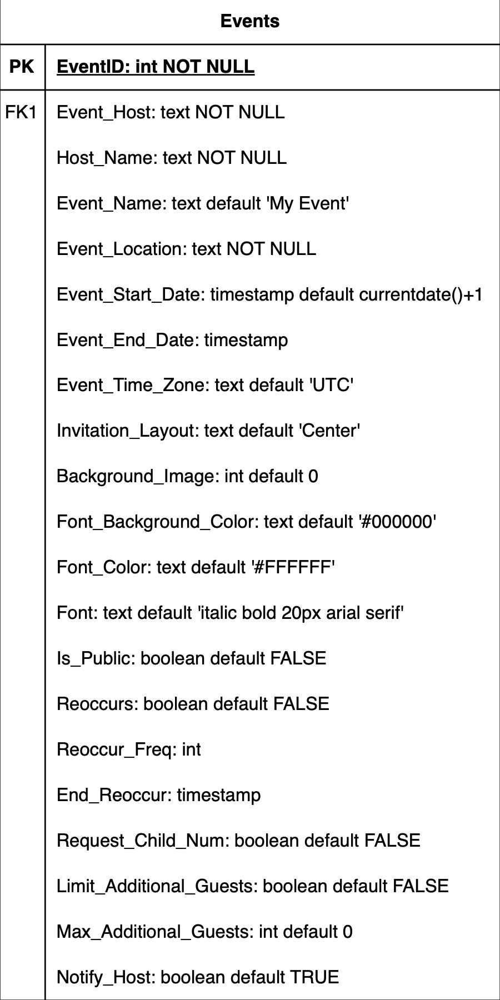 Events
PK EventID: int NOT NULL
FK1 Event_Host: text NOT NULL
Host_Name: text NOT NULL
Event_Name: text default 'My Event'
Event_Location: text NOT NULL
Event_Start_Date: timestamp default currentdate()+1
Event_End_Date: timestamp
Event_Time_Zone: text default 'UTC'
Invitation_Layout: text default 'Center'
Background_Image: int default 0
Font_Background_Color: text default '#000000'
Font_Color: text default '#FFFFFF'
Font: text default 'italic bold 20px arial serif'
Is_Public: boolean default FALSE
Reoccurs: boolean default FALSE
Reoccur_Freq: int
End_Reoccur: timestamp
Request_Child_Num: boolean default FALSE
Limit_Additional_Guests: boolean default FALSE
Max_Additional_Guests: int default 0
Notify_Host: boolean default TRUE